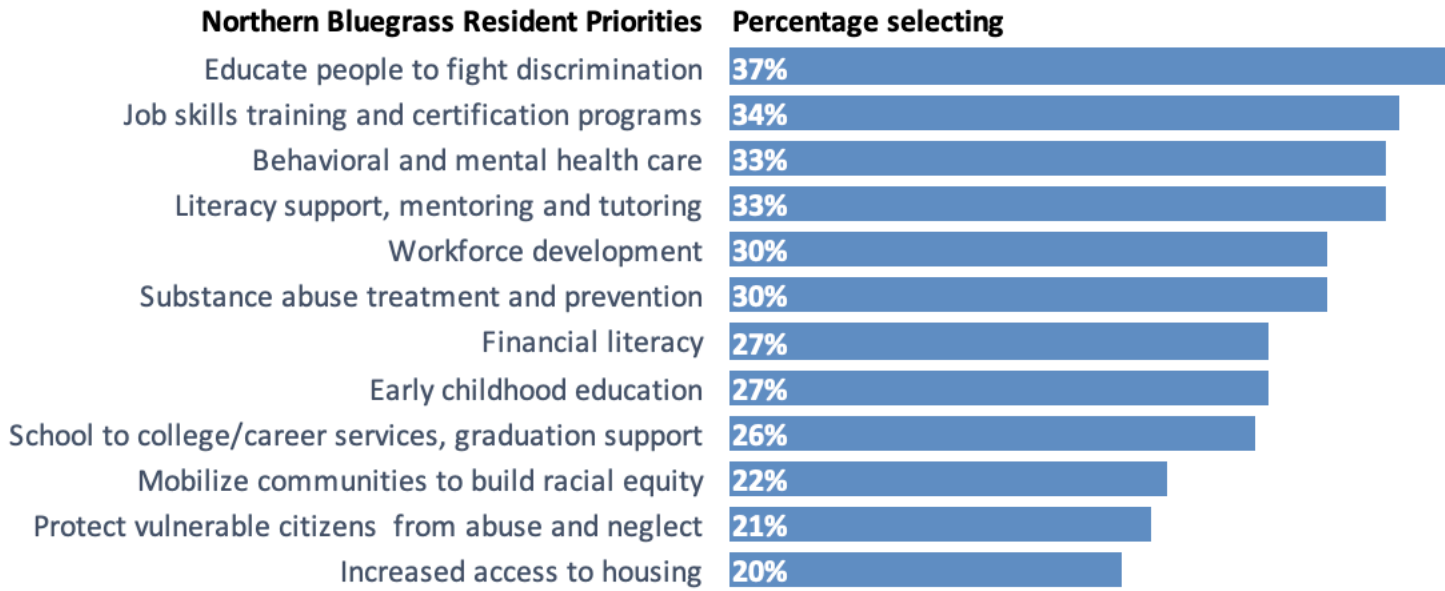 Northern Bluegrass Resident Priorities Percentage selecting
Educate people to fight discrimination 37%
Job skills training and certification programs 34%
Behavioral and mental health care 33%
Literacy support, mentoring and tutoring 33%
Workforce development 30%
Substance abuse treatment and prevention 30%
Financial literacy 27%
Early childhood education 27%
School to college/career services, graduation support 26%
Mobilize communities to build racial equity 22%
Protect vulnerable citizens  from abuse and neglect 21%
Increased access to housing 20%